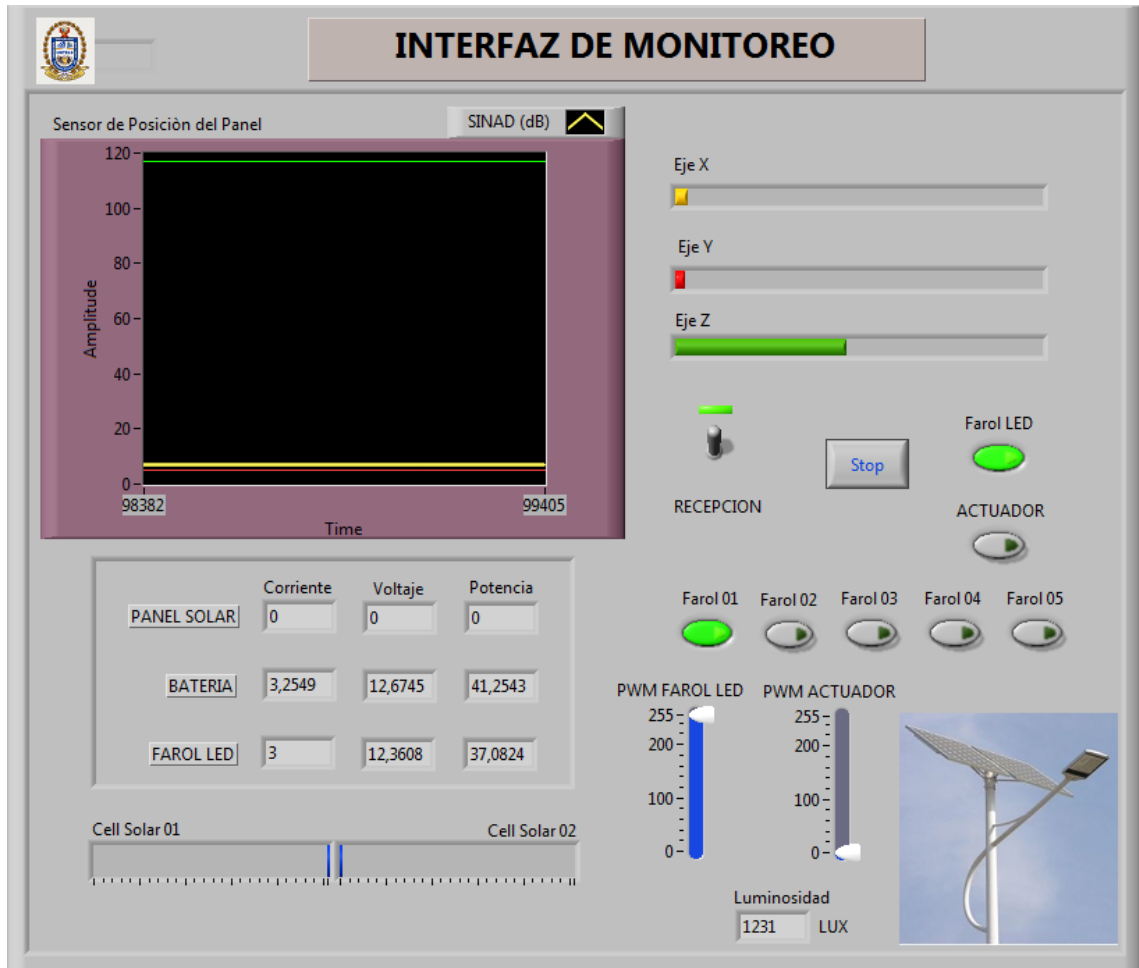 INTERFAZ DE MONITOREO
Sensor de Posiciòn del Panel
SINAD (dB)
120
100
80
60
40
20
0
Amplitude
98382
99405
Time
Eje X
Eje Y
Eje Z
RECEPCION
Stop
Farol LED
ACTUADOR
Corriente Voltaje Potencia
PANEL SOLAR 0 0 0
BATERIA 3,2549 12,6745 41,2543
FAROL LED 3 12,3608 37,0824
Farol 01 Farol 02 Farol 03 Farol 04 Farol 05
PWM FAROL LED PWM ACTUADOR
255 255
200 200
100 100
0 0
Cell Solar 01 Cell Solar 02
Luminosidad
1231 LUX